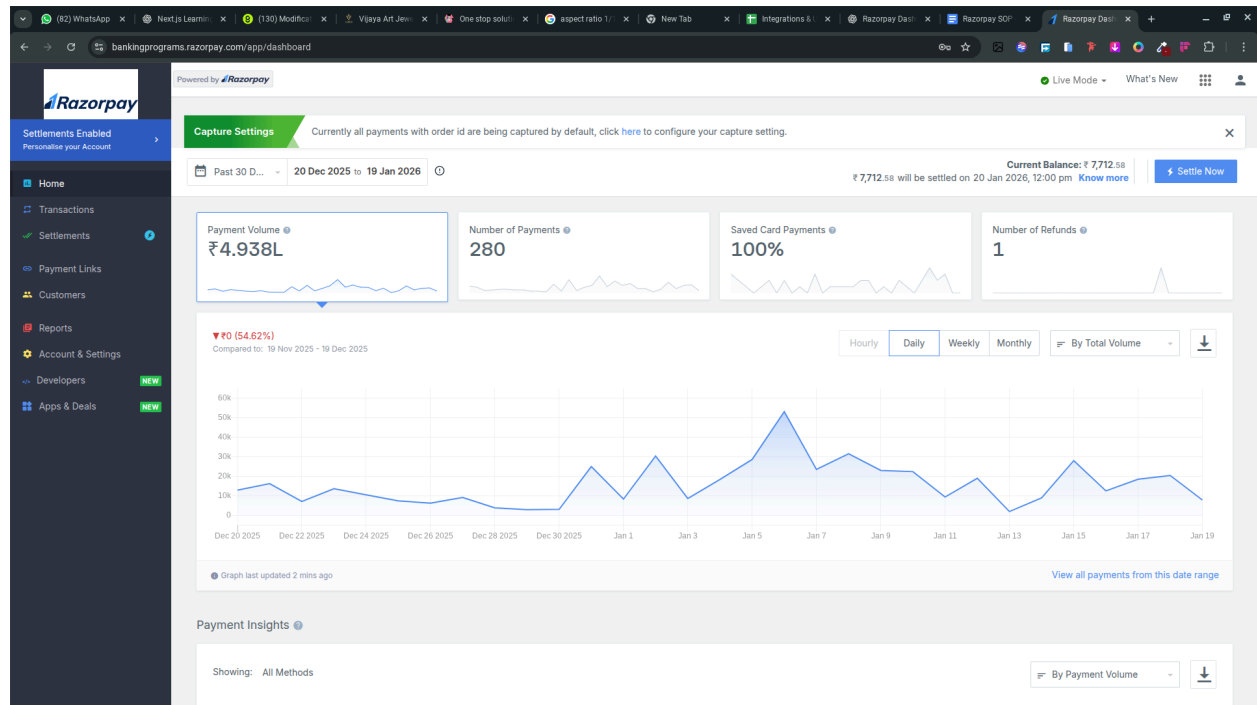 (82) WhatsApp
Next.js Learning
(130) Modificat
Vijaya Art Jewe
One stop soluti
aspect ratio 1/
New Tab
Integrations &
Razorpay Dash
Razorpay SOP
Razorpay Dash
bankingprograms.razorpay.com/app/dashboard
Razorpay
Powered by Razorpay
Live Mode
What's New
Settlements Enabled
Personalise your Account
Capture Settings
Currently all payments with order id are being captured by default, click here to configure your capture setting.
Past 30 D...
20 Dec 2025 to 19 Jan 2026
Current Balance: ₹ 7,712.58
₹ 7,712.58 will be settled on 20 Jan 2026, 12:00 pm Know more
Settle Now
Home
Transactions
Settlements
Payment Links
Customers
Reports
Account & Settings
Developers NEW
Apps & Deals NEW
Payment Volume
₹4.938L
Number of Payments
280
Saved Card Payments
100%
Number of Refunds
1
▼₹0 (54.62%)
Compared to: 19 Nov 2025 - 19 Dec 2025
Hourly Daily Weekly Monthly
By Total Volume
60k
50k
40k
30k
20k
10k
0
Dec 20 2025 Dec 22 2025 Dec 24 2025 Dec 26 2025 Dec 28 2025 Dec 30 2025 Jan 1 Jan 3 Jan 5 Jan 7 Jan 9 Jan 11 Jan 13 Jan 15 Jan 17 Jan 19
Graph last updated 2 mins ago
View all payments from this date range
Payment Insights
Showing: All Methods
By Payment Volume